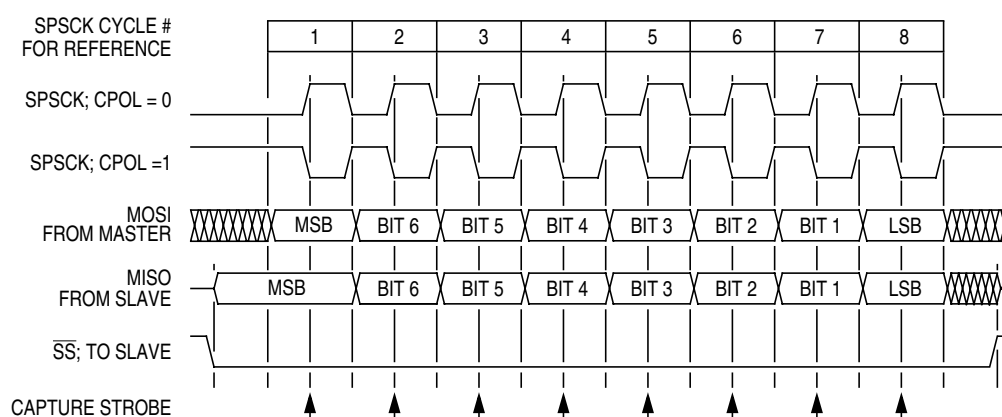 SPSCK CYCLE #
FOR REFERENCE
1 2 3 4 5 6 7 8
SPSCK; CPOL = 0
SPSCK; CPOL =1
MOSI
FROM MASTER
MSB BIT 6 BIT 5 BIT 4 BIT 3 BIT 2 BIT 1 LSB
MISO
FROM SLAVE
MSB BIT 6 BIT 5 BIT 4 BIT 3 BIT 2 BIT 1 LSB
SS; TO SLAVE
CAPTURE STROBE